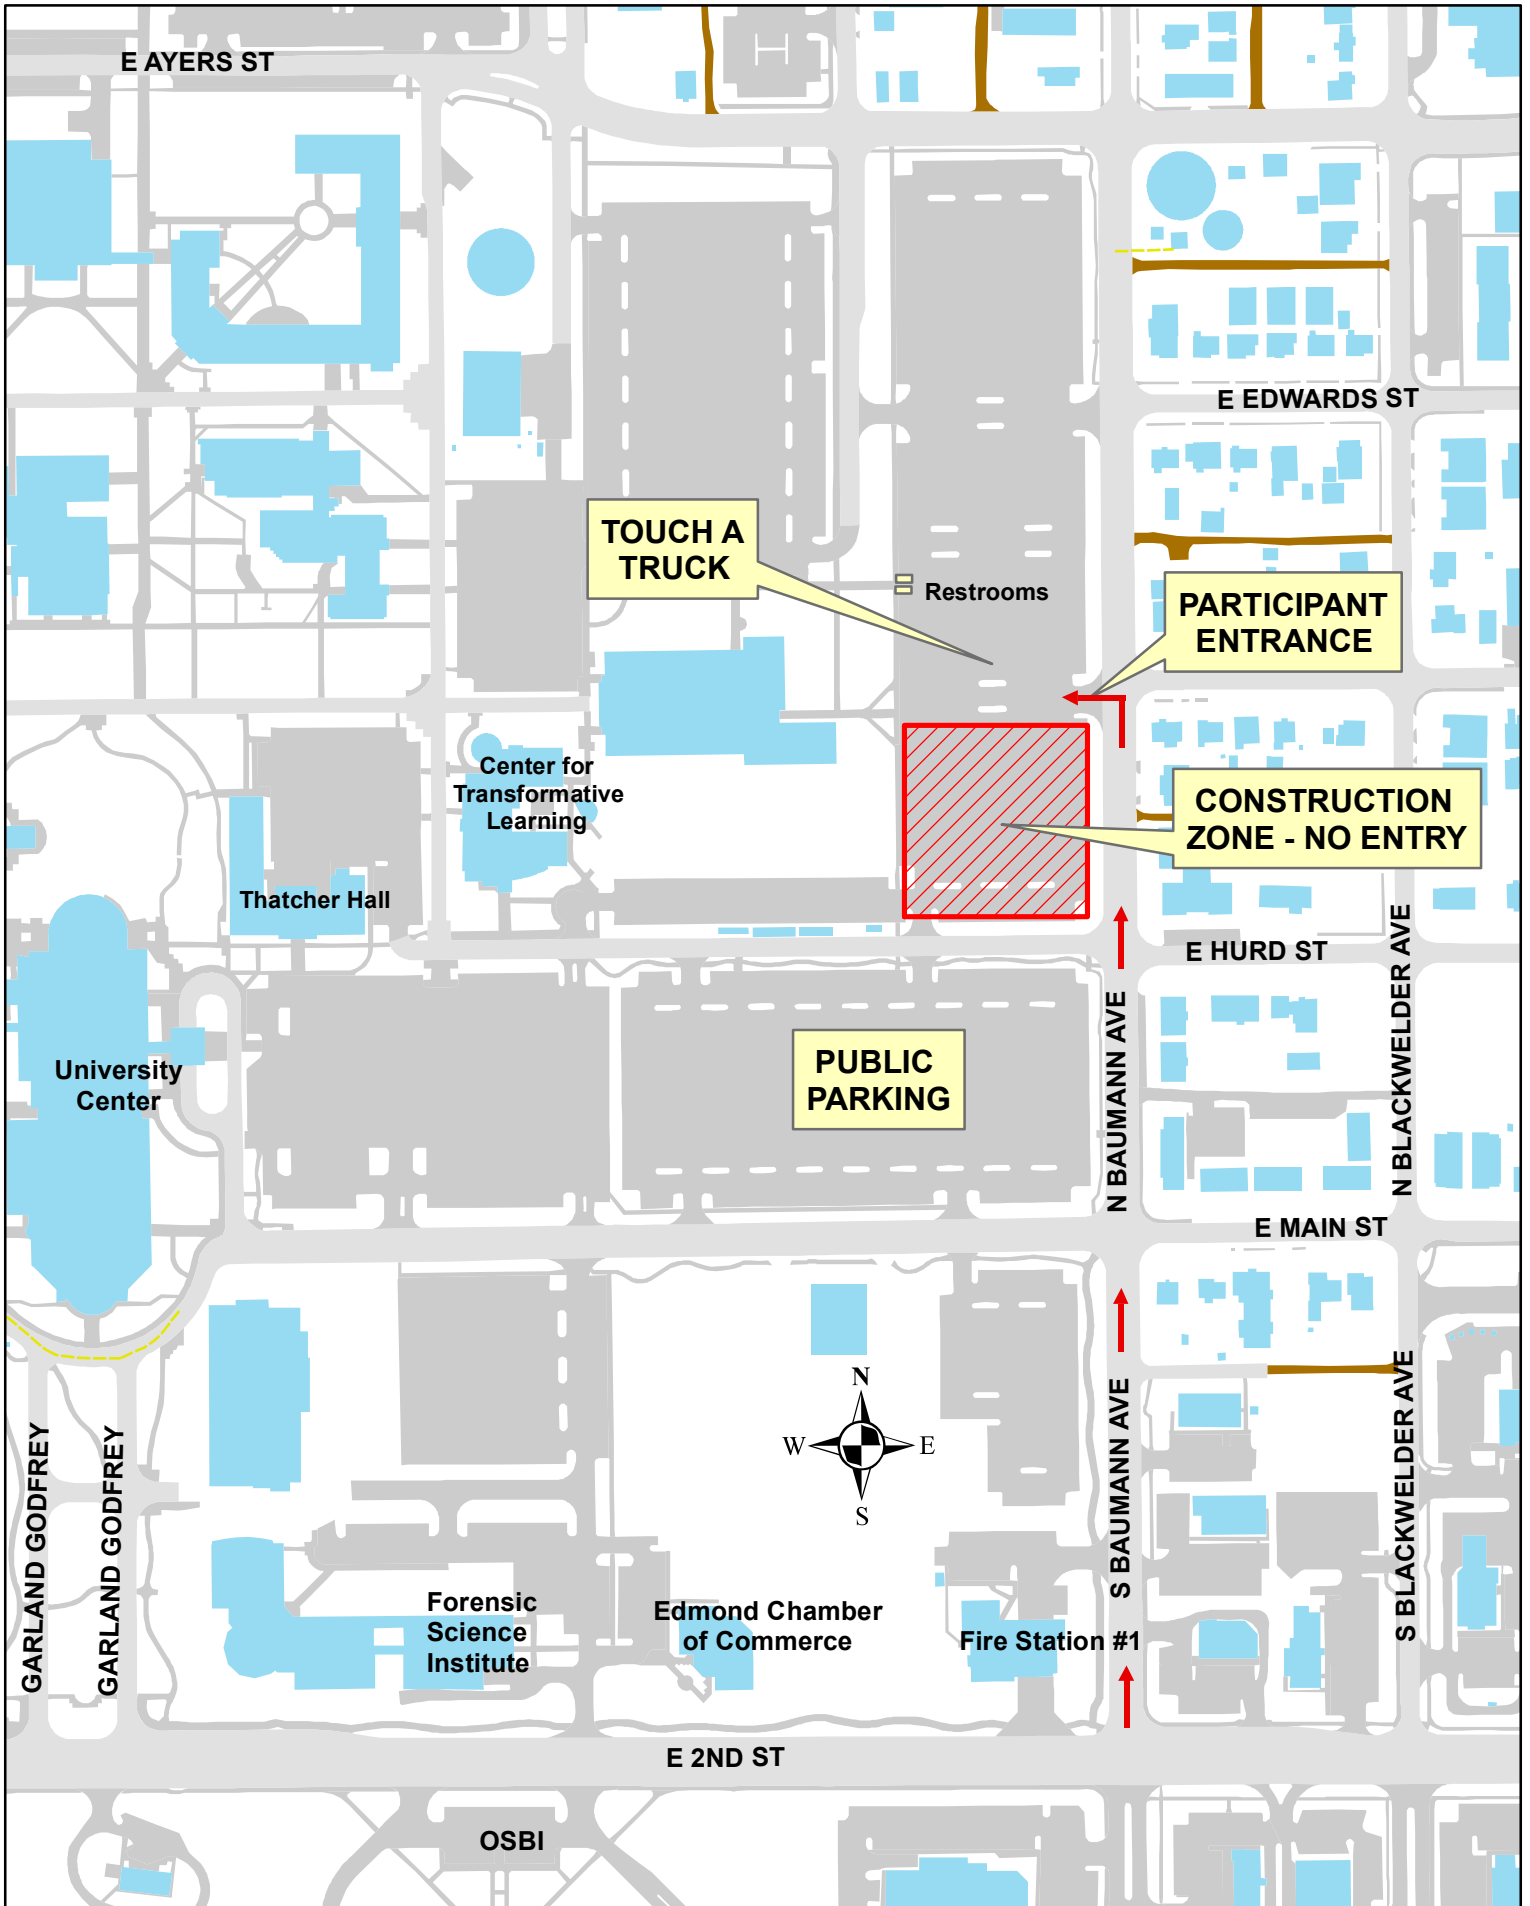 E AYERS ST
E EDWARDS ST
TOUCH A
TRUCK
Restrooms
PARTICIPANT
ENTRANCE
Center for
Transformative
Learning
CONSTRUCTION
ZONE - NO ENTRY
Thatcher Hall
E HURD ST
N BAUMANN AVE
N BLACKWELDER AVE
University
Center
PUBLIC
PARKING
E MAIN ST
N
W
E
S
GARLAND GODFREY
GARLAND GODFREY
S BAUMANN AVE
S BLACKWELDER AVE
Forensic
Science
Institute
Edmond Chamber
of Commerce
Fire Station #1
E 2ND ST
OSBI